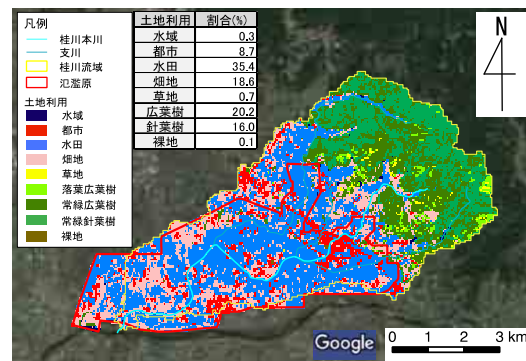 凡例
桂川本川
支川
桂川流域
氾濫原
土地利用
水域
都市
水田
畑地
草地
落葉広葉樹
常緑広葉樹
常緑針葉樹
裸地
土地利用 割合(%)
水域 0.3
都市 8.7
水田 35.4
畑地 18.6
草地 0.7
広葉樹 20.2
針葉樹 16.0
裸地 0.1
N
Google
0 1 2 3 km